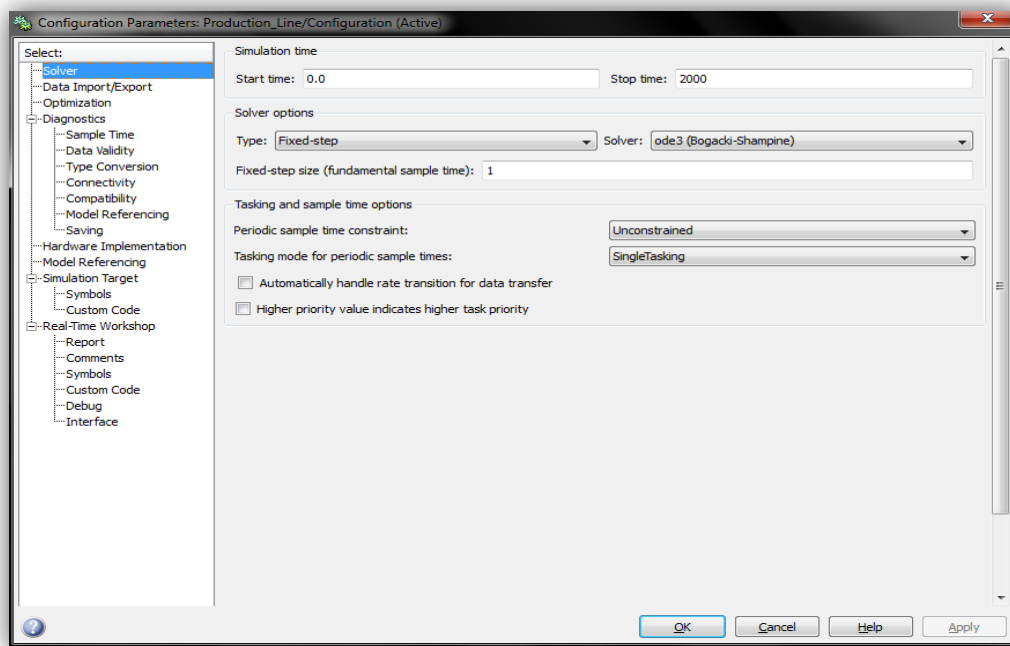 Configuration Parameters: Production_Line/Configuration (Active)
Select:
Solver
Data Import/Export
Optimization
Diagnostics
Sample Time
Data Validity
Type Conversion
Connectivity
Compatibility
Model Referencing
Saving
Hardware Implementation
Model Referencing
Simulation Target
Symbols
Custom Code
Real-Time Workshop
Report
Comments
Symbols
Custom Code
Debug
Interface
Simulation time
Start time: 0.0 Stop time: 2000
Solver options
Type: Fixed-step Solver: ode3 (Bogacki-Shampine)
Fixed-step size (fundamental sample time): 1
Tasking and sample time options
Periodic sample time constraint: Unconstrained
Tasking mode for periodic sample times: SingleTasking
Automatically handle rate transition for data transfer
Higher priority value indicates higher task priority
OK Cancel Help Apply